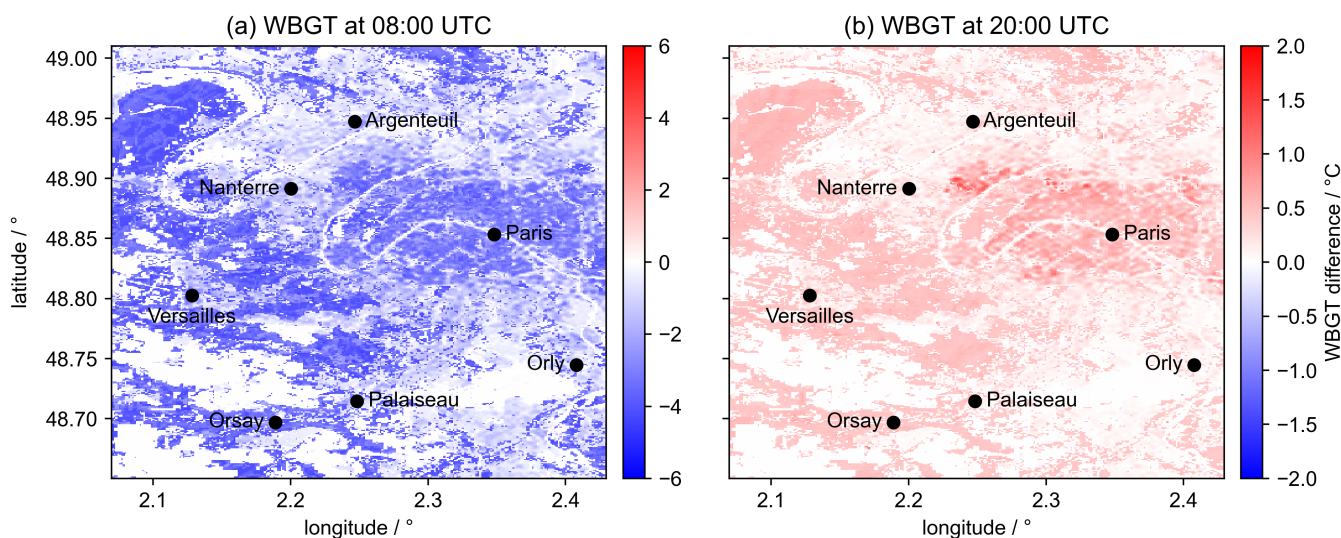 (a) WBGT at 08:00 UTC
49.00
48.95
48.90
48.85
48.80
48.75
48.70
latitude / °
Argenteuil
Nanterre
Paris
Versailles
Orly
Palaiseau
Orsay
2.1 2.2 2.3 2.4
longitude / °
6
4
2
0
−2
−4
−6
(b) WBGT at 20:00 UTC
Argenteuil
Nanterre
Paris
Versailles
Orly
Palaiseau
Orsay
2.1 2.2 2.3 2.4
longitude / °
2.0
1.5
1.0
0.5
0.0
−0.5
−1.0
−1.5
−2.0
WBGT difference / °C